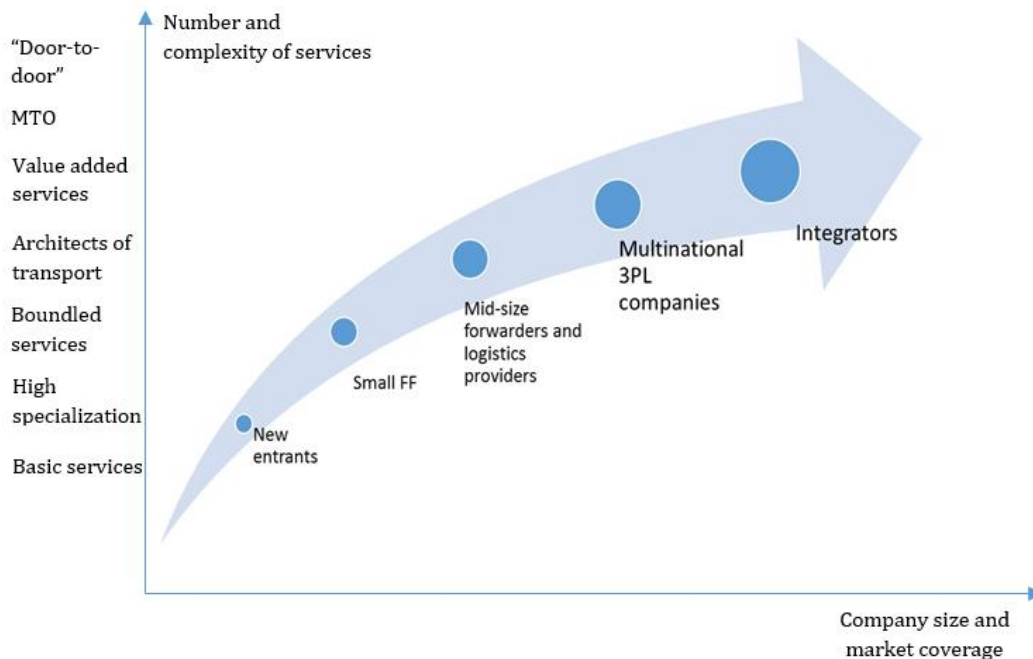 Number and
complexity of services
“Door-to-
door”
MTO
Value added
services
Architects of
transport
Boundled
services
High
specialization
Basic services
New
entrants
Small FF
Mid-size
forwarders and
logistics
providers
Multinational
3PL
companies
Integrators
Company size and
market coverage